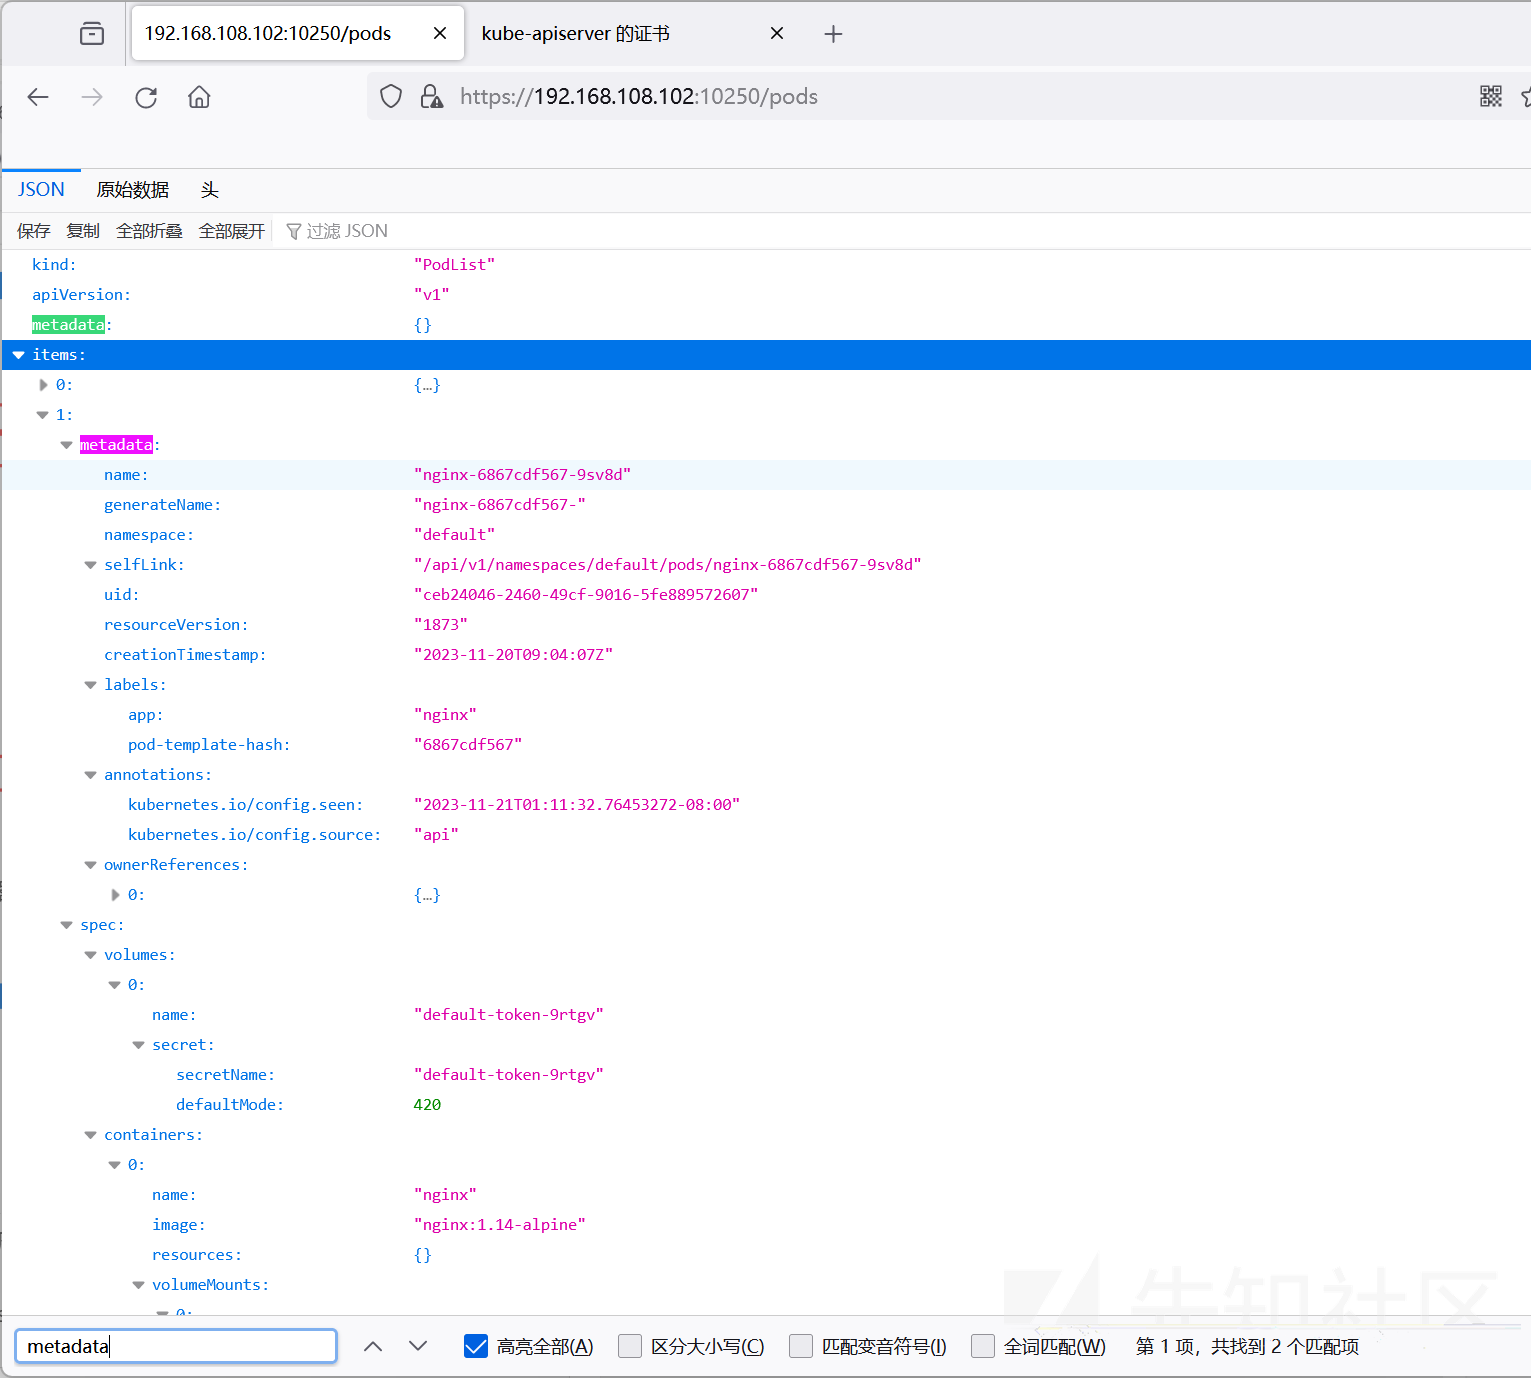 192.168.108.102:10250/pods
kube-apiserver 的证书
https://192.168.108.102:10250/pods
JSON 原始数据 头
保存 复制 全部折叠 全部展开 过滤 JSON
kind: "PodList"
apiVersion: "v1"
metadata: {}
items:
0: {…}
1:
metadata:
name: "nginx-6867cdf567-9sv8d"
generateName: "nginx-6867cdf567-"
namespace: "default"
selfLink: "/api/v1/namespaces/default/pods/nginx-6867cdf567-9sv8d"
uid: "ceb24046-2460-49cf-9016-5fe889572607"
resourceVersion: "1873"
creationTimestamp: "2023-11-20T09:04:07Z"
labels:
app: "nginx"
pod-template-hash: "6867cdf567"
annotations:
kubernetes.io/config.seen: "2023-11-21T01:11:32.76453272-08:00"
kubernetes.io/config.source: "api"
ownerReferences:
0: {…}
spec:
volumes:
0:
name: "default-token-9rtgv"
secret:
secretName: "default-token-9rtgv"
defaultMode: 420
containers:
0:
name: "nginx"
image: "nginx:1.14-alpine"
resources: {}
volumeMounts:
0:
先知社区
metadata 高亮全部(A) 区分大小写(C) 匹配变音符号(I) 全词匹配(W) 第 1 项，共找到 2 个匹配项